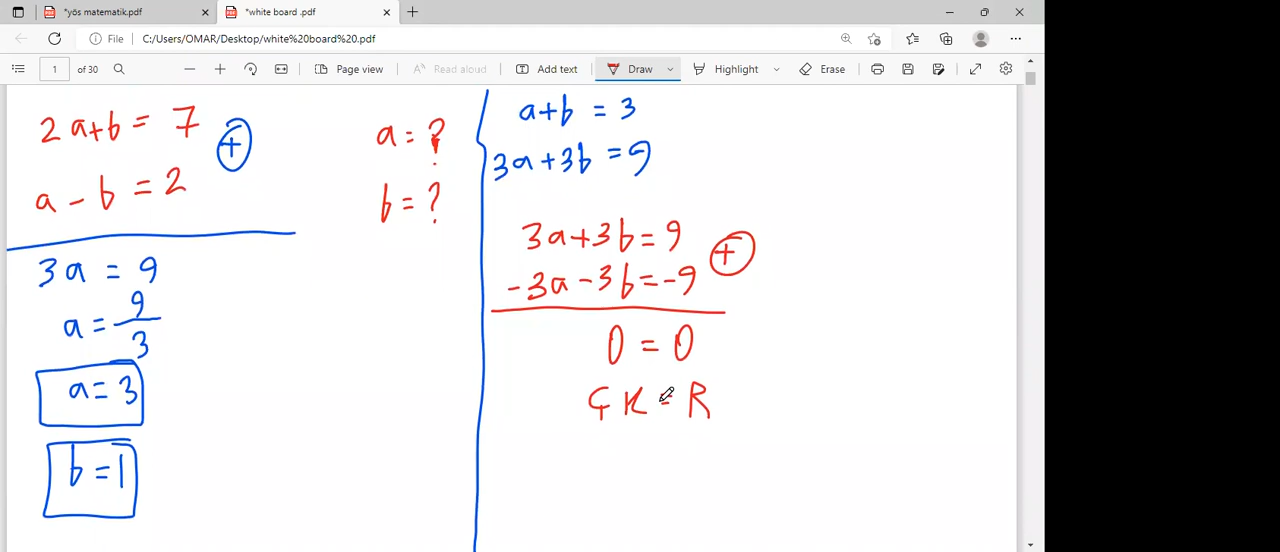 *yös matematik.pdf
*white board .pdf
File C:/Users/OMAR/Desktop/white%20board%20.pdf
1 of 30 Page view Read aloud Add text Draw Highlight Erase
2a+b = 7
a - b = 2
+
a = ?
b = ?
3a = 9
a = 9/3
a = 3
b = 1
a+b = 3
3a+3b = 9
3a+3b = 9
-3a-3b = -9
+
0 = 0
ÇK = R